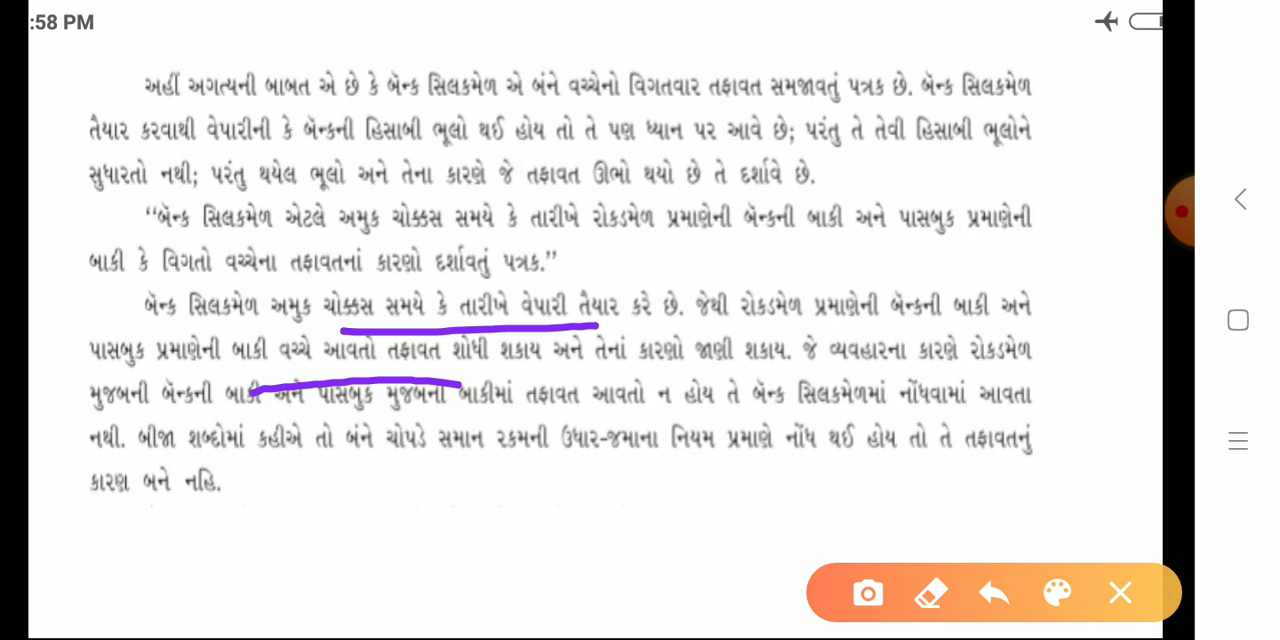 :58 PM
અહીં અગત્યની બાબત એ છે કે બૅન્ક સિલકમેળ એ બંને વચ્ચેનો વિગતવાર તફાવત સમજાવતું પત્રક છે. બૅન્ક સિલકમેળ
તૈયાર કરવાથી વેપારીની કે બૅન્કની હિસાબી ભૂલો થઈ હોય તો તે પણ ધ્યાન પર આવે છે; પરંતુ તે તેવી હિસાબી ભૂલોને
સુધારતો નથી; પરંતુ થયેલ ભૂલો અને તેના કારણે જે તફાવત ઊભો થયો છે તે દર્શાવે છે.
“બૅન્ક સિલકમેળ એટલે અમુક ચોક્કસ સમયે કે તારીખે રોકડમેળ પ્રમાણેની બૅન્કની બાકી અને પાસબુક પ્રમાણેની
બાકી કે વિગતો વચ્ચેના તફાવતનાં કારણો દર્શાવતું પત્રક.”
બૅન્ક સિલકમેળ અમુક ચોક્કસ સમયે કે તારીખે વેપારી તૈયાર કરે છે. જેથી રોકડમેળ પ્રમાણેની બૅન્કની બાકી અને
પાસબુક પ્રમાણેની બાકી વચ્ચે આવતો તફાવત શોધી શકાય અને તેનાં કારણો જાણી શકાય. જે વ્યવહારના કારણે રોકડમેળ
મુજબની બૅન્કની બાકી અને પાસબુક મુજબની બાકીમાં તફાવત આવતો ન હોય તે બૅન્ક સિલકમેળમાં નોંધવામાં આવતા
નથી. બીજા શબ્દોમાં કહીએ તો બંને ચોપડે સમાન રકમની ઉધાર-જમાના નિયમ પ્રમાણે નોંધ થઈ હોય તો તે તફાવતનું
કારણ બને નહિ.